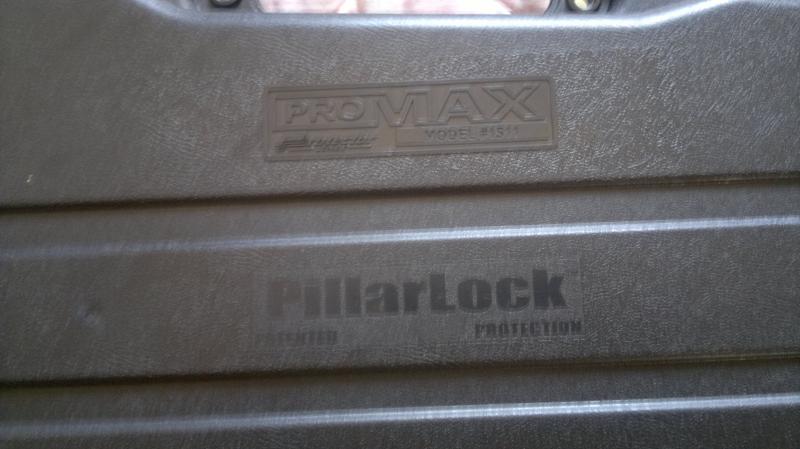 PROMAX
MODEL #1511
PillarLock
PATENTED PROTECTION